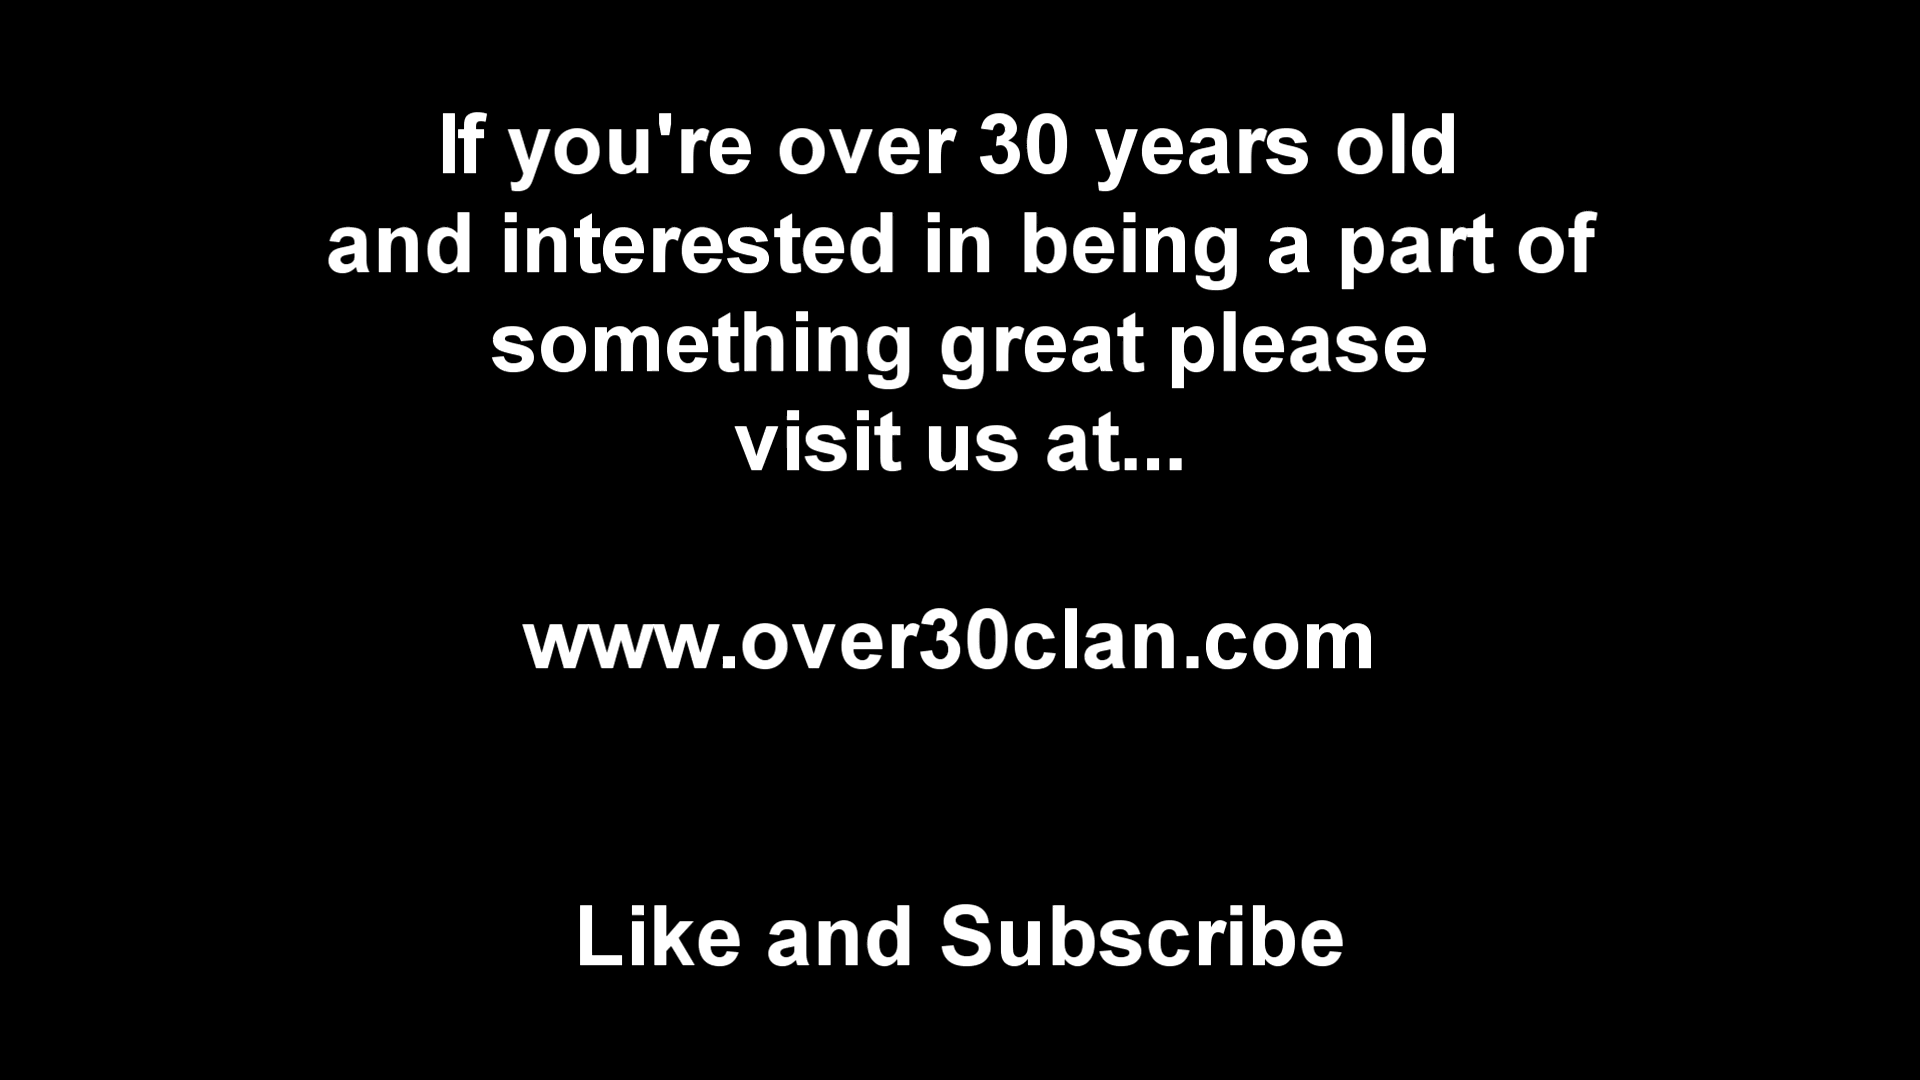 If you're over 30 years old
and interested in being a part of
something great please
visit us at...
www.over30clan.com
Like and Subscribe